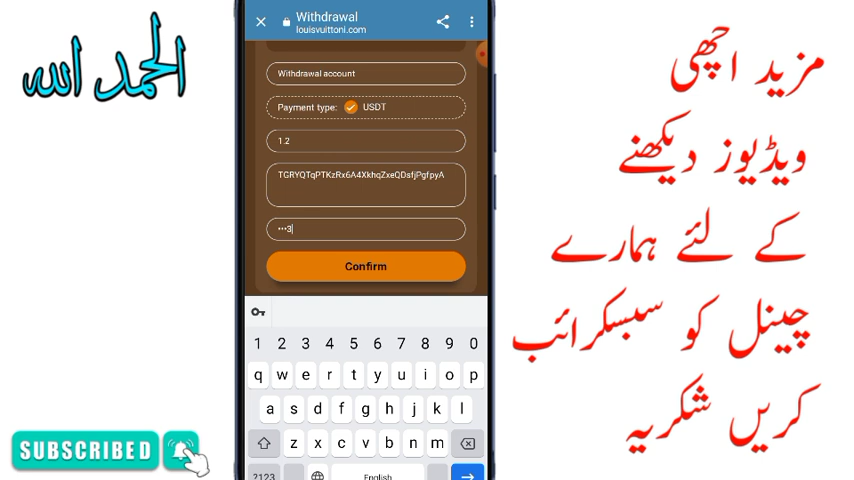 الحمد اللہ
Withdrawal
louisvuittoni.com
Withdrawal account
Payment type: USDT
1.2
TGRYQTqPTKzRx6A4XkhqZxeQDsfjPgfpyA
•••3
Confirm
1 2 3 4 5 6 7 8 9 0
q w e r t y u i o p
a s d f g h j k l
z x c v b n m
?123 English
مزید اچھی
ویڈیوز دیکھنے
کے لئے ہمارے
چینل کو سبسکرائب
کریں شکریہ
SUBSCRIBED